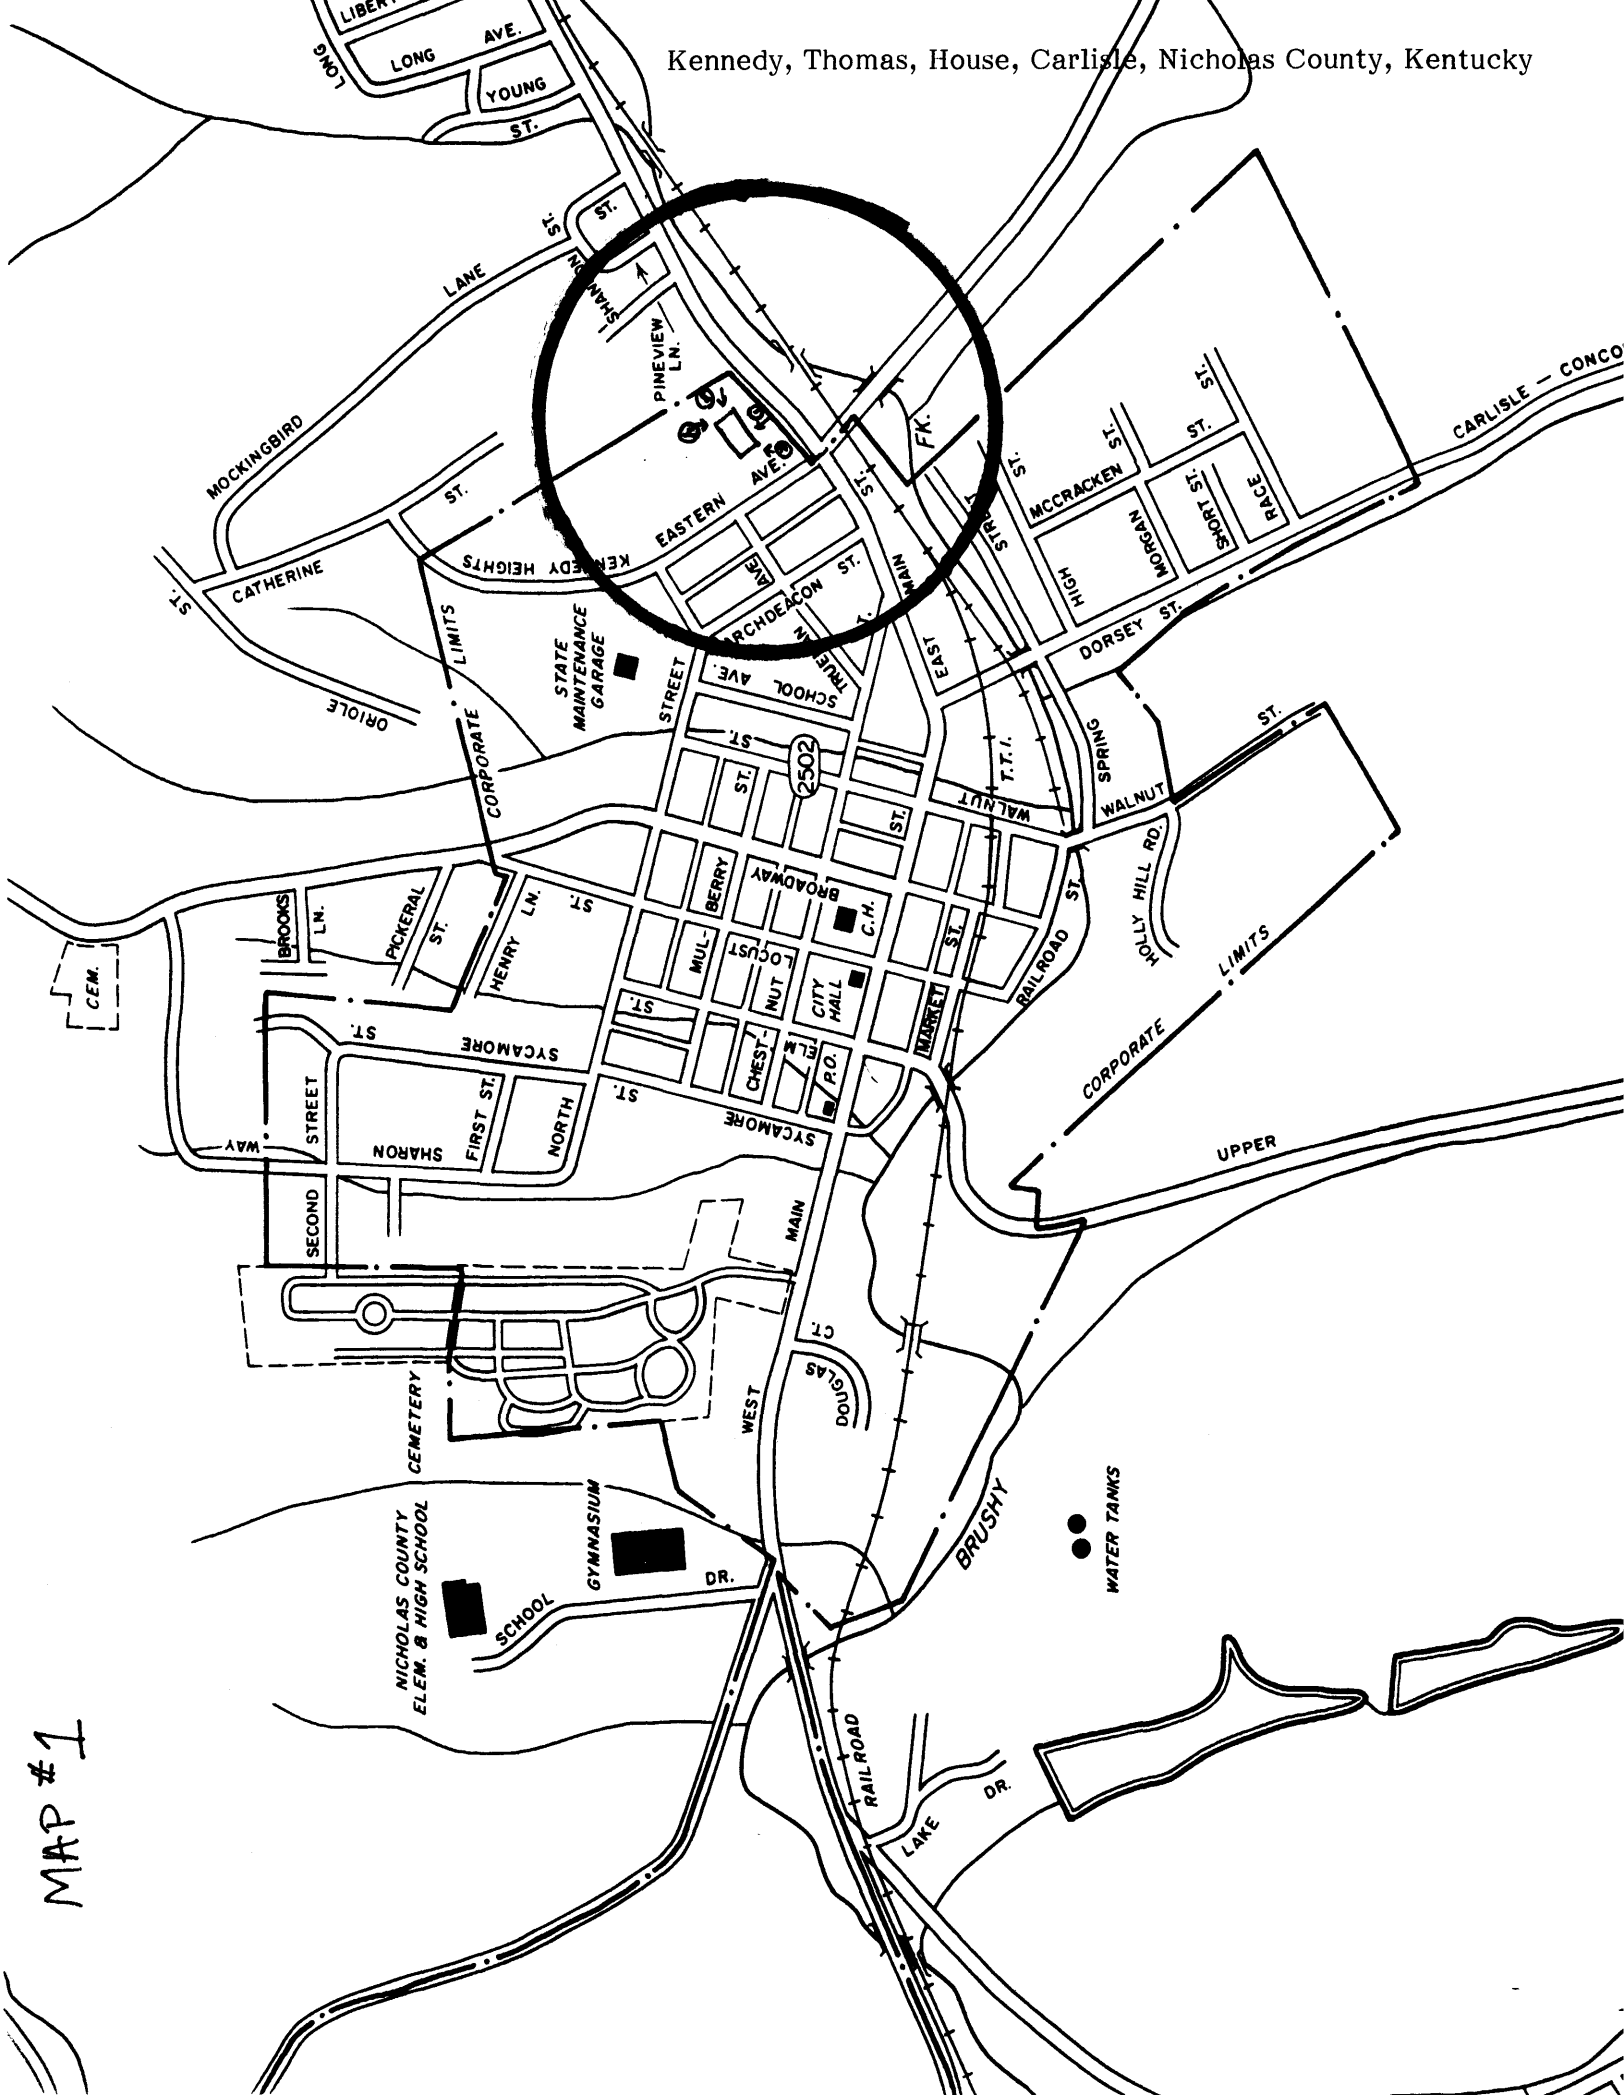 Kennedy, Thomas, House, Carlisle, Nicholas County, Kentucky
LONG
LONG AVE.
YOUNG
ST.
ST.
ST.
SHANNON
LANE
MOCKINGBIRD
PINEVIEW
LN.
FK.
ST.
ST.
ST.
MCCRACKEN
ST.
CARLISLE — CONCO
SHORT ST.
RACE
MORGAN
HIGH
STREET
ST.
EASTERN AVE.
ST.
KENNEDY HEIGHTS
CATHERINE
ST.
ORIOLE
LIMITS
CORPORATE
STATE
MAINTENANCE
GARAGE
AVE
ARCHDEACON ST.
TRUEMAN
SCHOOL AVE.
STREET
EAST MAIN
DORSEY ST.
T.T.I.
SPRING
WALNUT
ST.
WALNUT
ST.
2502
ST.
ST.
BERRY
BROADWAY
ST.
C.H.
ST.
ST.
RAILROAD
HOLLY HILL RD.
BROOKS
LN.
PICKERAL
ST.
HENRY LN.
CEM.
MUL-
LOCUST
NUT
CITY
HALL
MARKET
LIMITS
CORPORATE
ST.
SYCAMORE
ST.
CHEST-
ELM
P.O.
ST.
SYCAMORE
STREET
SECOND
FIRST ST.
NORTH
SHARON
WAY
UPPER
MAIN
WEST
CT.
DOUGLAS
CEMETERY
NICHOLAS COUNTY
ELEM. & HIGH SCHOOL
GYMNASIUM
SCHOOL
DR.
BRUSHY
WATER TANKS
RAILROAD
LAKE
DR.
MAP #1